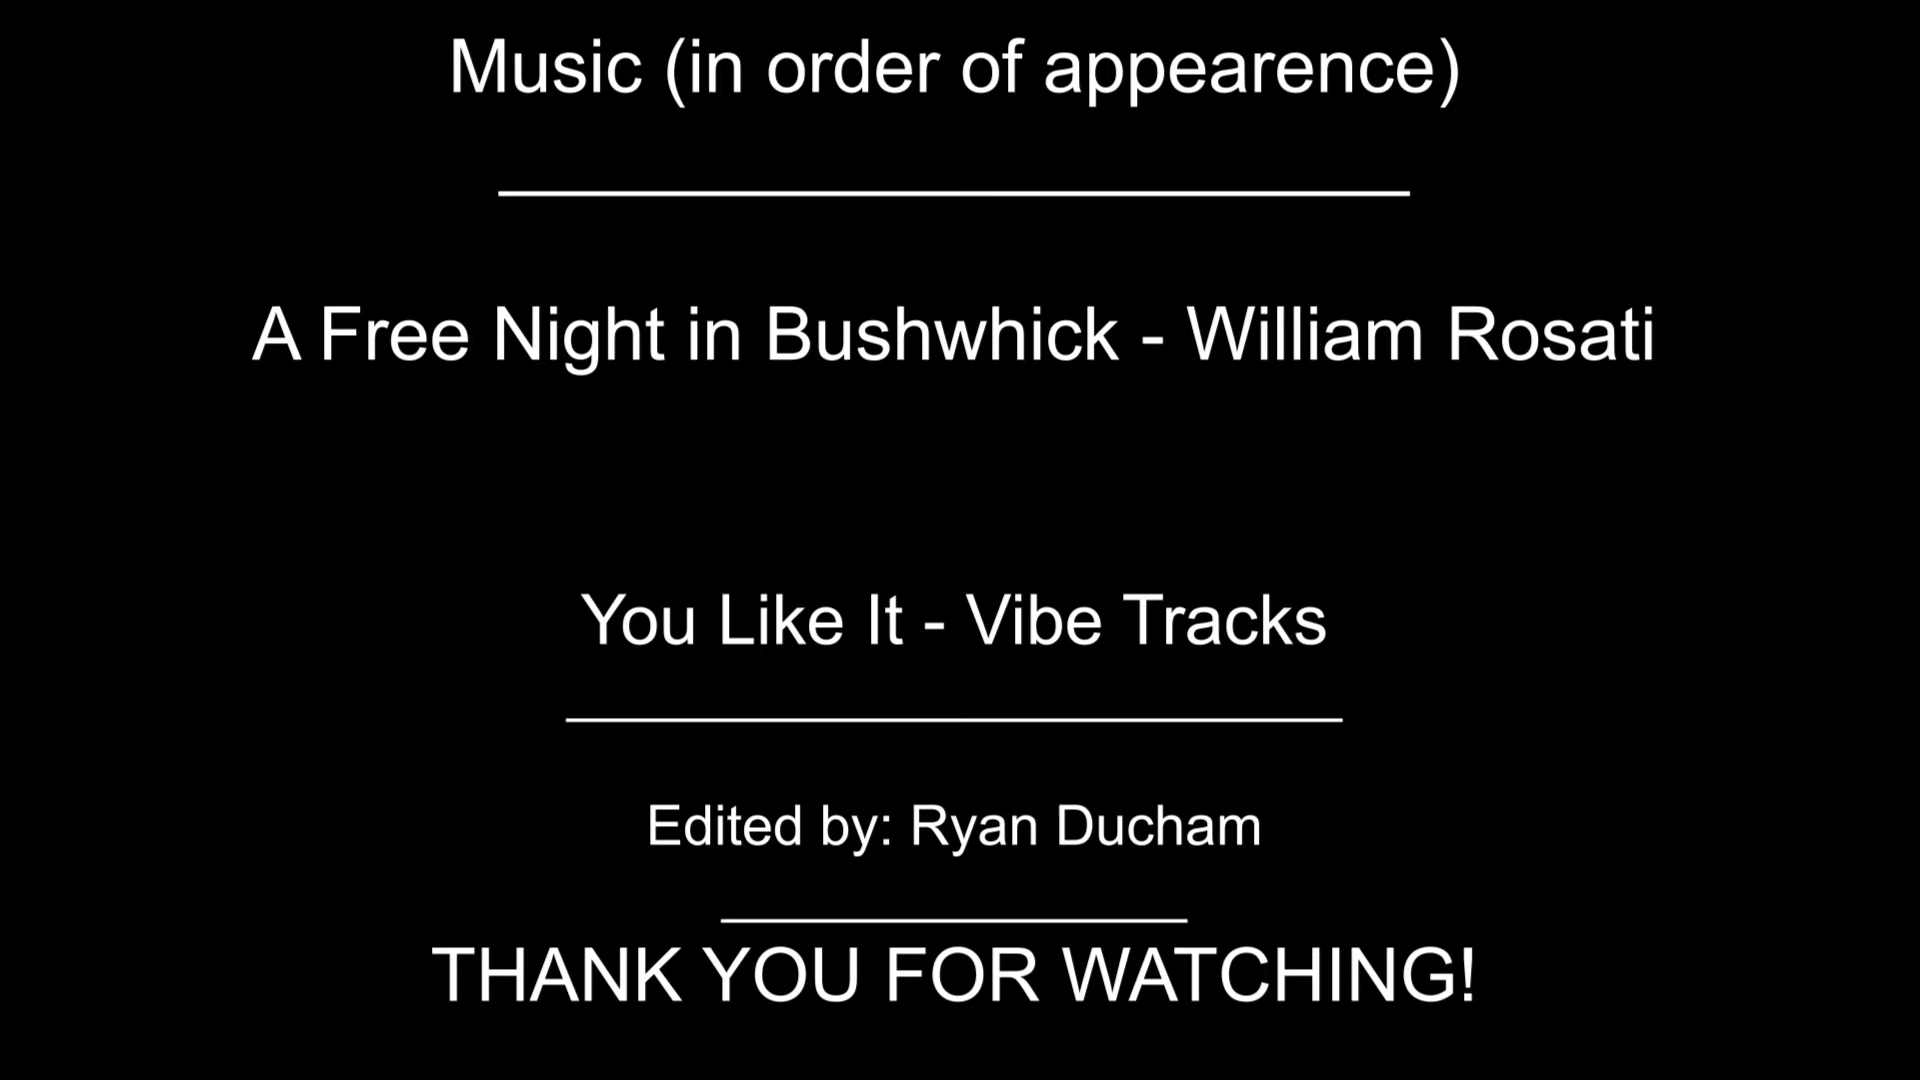 Music (in order of appearence)
A Free Night in Bushwhick - William Rosati
You Like It - Vibe Tracks
Edited by: Ryan Ducham
THANK YOU FOR WATCHING!